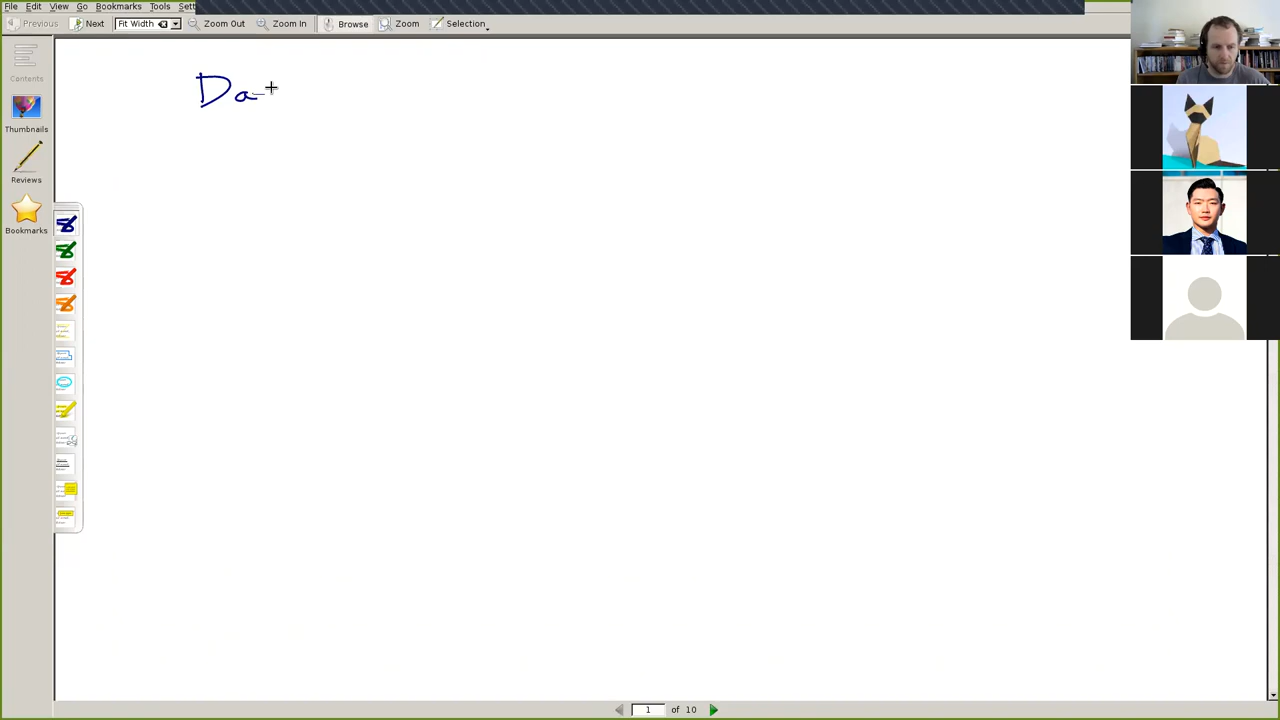 File Edit View Go Bookmarks Tools Sett
Previous Next Fit Width Zoom Out Zoom In Browse Zoom Selection
Contents
Thumbnails
Reviews
Bookmarks
Da
1 of 10